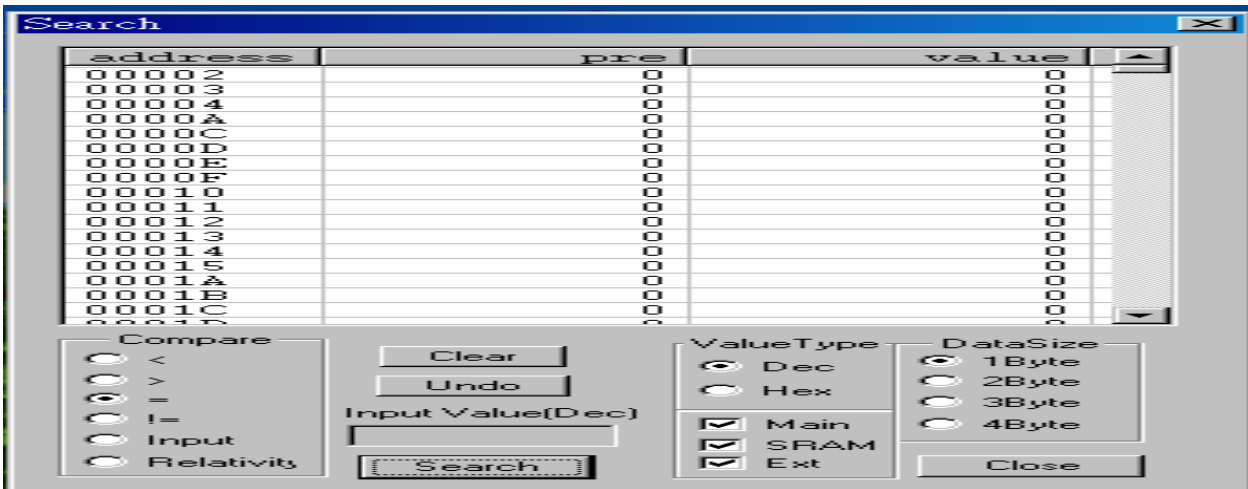 Search
address pre value
00002 0 0
00003 0 0
00004 0 0
0000A 0 0
0000C 0 0
0000D 0 0
0000E 0 0
0000F 0 0
00010 0 0
00011 0 0
00012 0 0
00013 0 0
00014 0 0
00015 0 0
0001A 0 0
0001B 0 0
0001C 0 0
0001D 0 0
Compare
<
>
=
!=
Input
Relativity
Clear
Undo
Input Value(Dec)
Search
ValueType
Dec
Hex
Main
SRAM
Ext
DataSize
1Byte
2Byte
3Byte
4Byte
Close